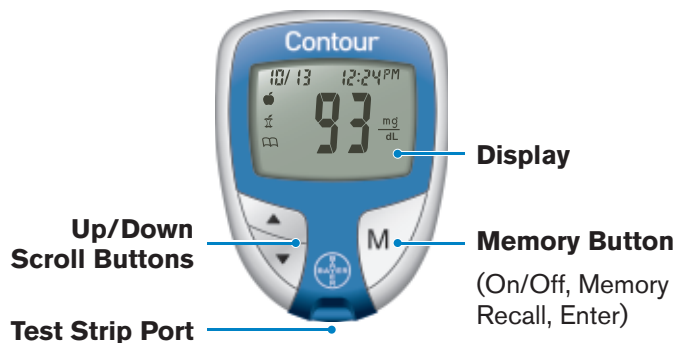 Contour
10/13 12:24PM
93 mg/dL
Display
Up/Down
Scroll Buttons
M
Memory Button
(On/Off, Memory
Recall, Enter)
BAYER
BAYER
Test Strip Port